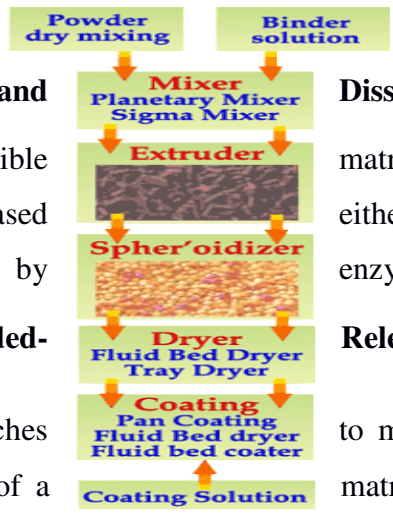 Powder
dry mixing
Binder
solution
and
Mixer
Planetary Mixer
Sigma Mixer
Diss
ible
Extruder
matr
ased
eithe
by
Spher'oidizer
enzy
led-
Dryer
Fluid Bed Dryer
Tray Dryer
Rele
ches
Coating
Pan Coating
Fluid Bed dryer
Fluid bed coater
to m
of a
Coating Solution
matr